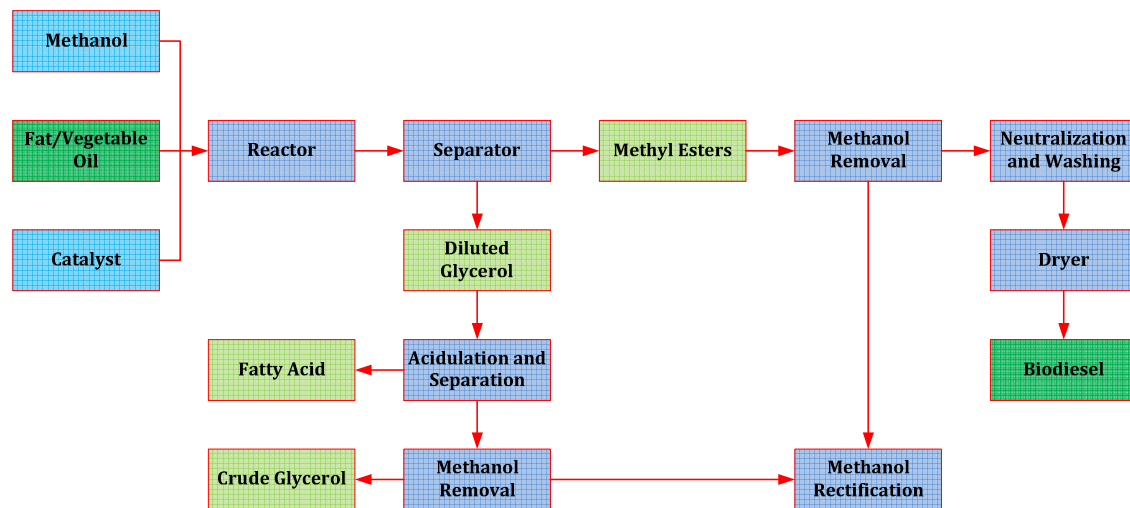 Methanol
Fat/Vegetable
Oil
Reactor
Separator
Methyl Esters
Methanol
Removal
Neutralization
and Washing
Catalyst
Diluted
Glycerol
Dryer
Fatty Acid
Acidulation and
Separation
Biodiesel
Crude Glycerol
Methanol
Removal
Methanol
Rectification